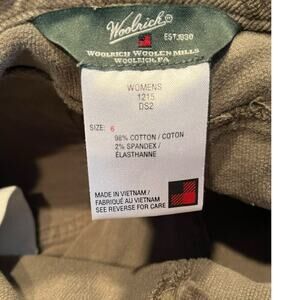 Woolrich®
EST.1830
WOOLRICH WOOLEN MILLS
WOOLRICH, PA
WOMENS
1215
DS2
SIZE: 6
98% COTTON / COTON
2% SPANDEX /
ÉLASTHANNE
MADE IN VIETNAM /
FABRIQUÉ AU VIETNAM
SEE REVERSE FOR CARE